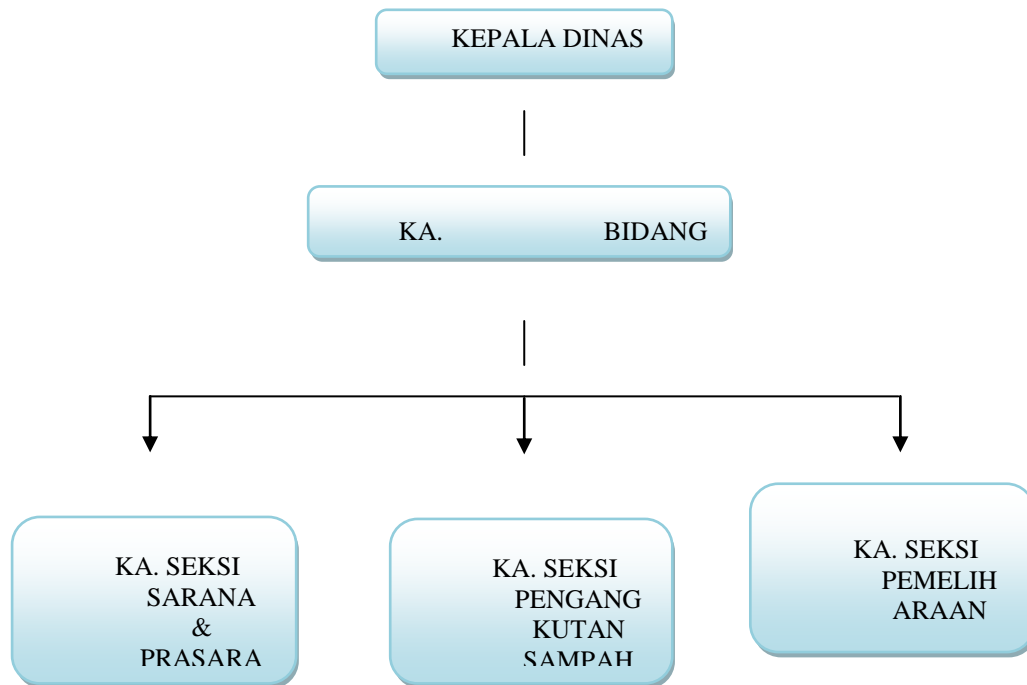 KEPALA DINAS
KA. BIDANG
KA. SEKSI
SARANA
&
PRASARA
KA. SEKSI
PENGANG
KUTAN
SAMPAH
KA. SEKSI
PEMELIH
ARAAN